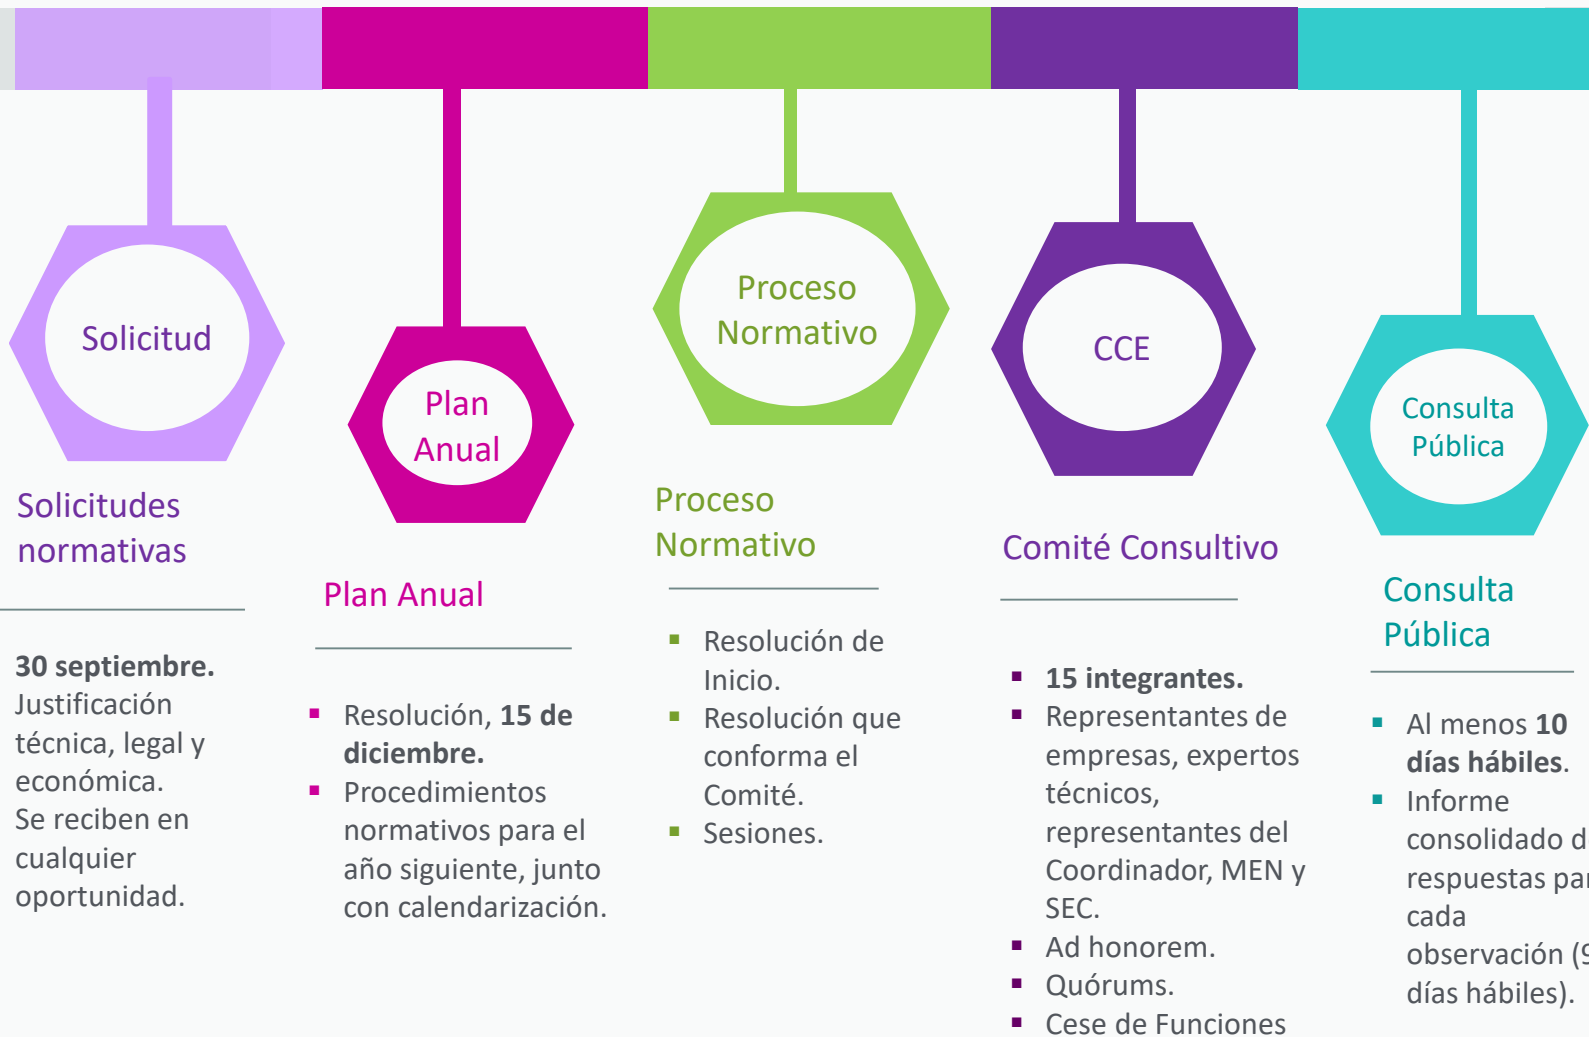 Solicitud
Solicitudes
normativas
30 septiembre.
Justificación
técnica, legal y
económica.
Se reciben en
cualquier
oportunidad.
Plan
Anual
Plan Anual
▪ Resolución, 15 de
diciembre.
▪ Procedimientos
normativos para el
año siguiente, junto
con calendarización.
Proceso
Normativo
Proceso
Normativo
▪ Resolución de
Inicio.
▪ Resolución que
conforma el
Comité.
▪ Sesiones.
CCE
Comité Consultivo
▪ 15 integrantes.
▪ Representantes de
empresas, expertos
técnicos,
representantes del
Coordinador, MEN y
SEC.
▪ Ad honorem.
▪ Quórums.
▪ Cese de Funciones
Consulta
Pública
Consulta
Pública
▪ Al menos 10
días hábiles.
▪ Informe
consolidado
respuestas
cada
observación
días hábiles).